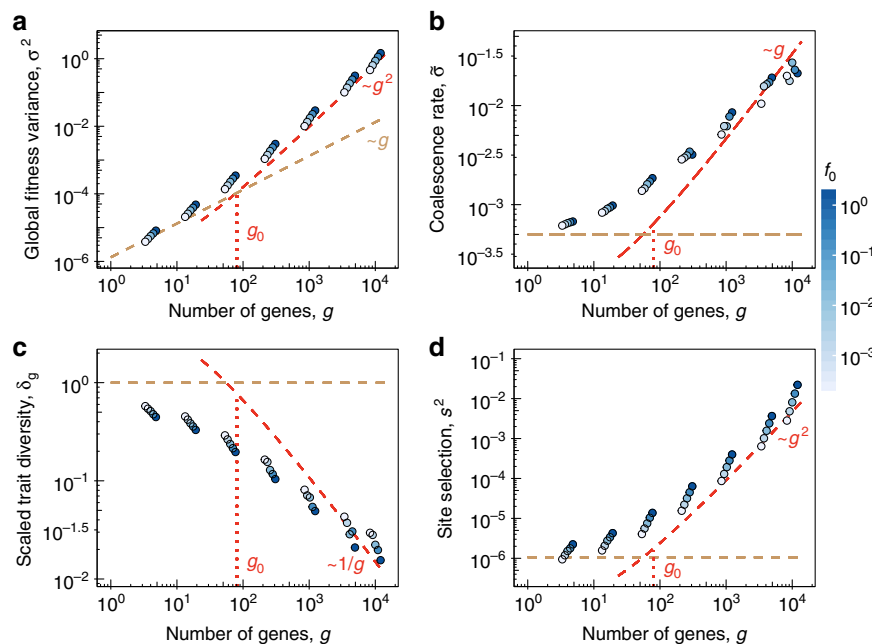 a
Global fitness variance, σ²
10⁰
10⁻²
10⁻⁴
10⁻⁶
~g²
~g
g₀
10⁰ 10¹ 10² 10³ 10⁴
Number of genes, g
b
Coalescence rate, σ̃
10⁻¹·⁵
10⁻²
10⁻²·⁵
10⁻³
10⁻³·⁵
~g
g₀
10⁰ 10¹ 10² 10³ 10⁴
Number of genes, g
f₀
10⁰
10⁻¹
10⁻²
10⁻³
c
Scaled trait diversity, δg
10⁰
10⁻¹
10⁻¹·⁵
10⁻²
g₀
~1/g
10⁰ 10¹ 10² 10³ 10⁴
Number of genes, g
d
Site selection, s²
10⁻¹
10⁻²
10⁻³
10⁻⁴
10⁻⁵
10⁻⁶
~g²
g₀
10⁰ 10¹ 10² 10³ 10⁴
Number of genes, g